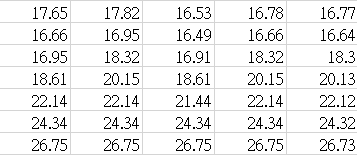 17.65 17.82 16.53 16.78 16.77
16.66 16.95 16.49 16.66 16.64
16.95 18.32 16.91 18.32 18.3
18.61 20.15 18.61 20.15 20.13
22.14 22.14 21.44 22.14 22.12
24.34 24.34 24.34 24.34 24.32
26.75 26.75 26.75 26.75 26.73